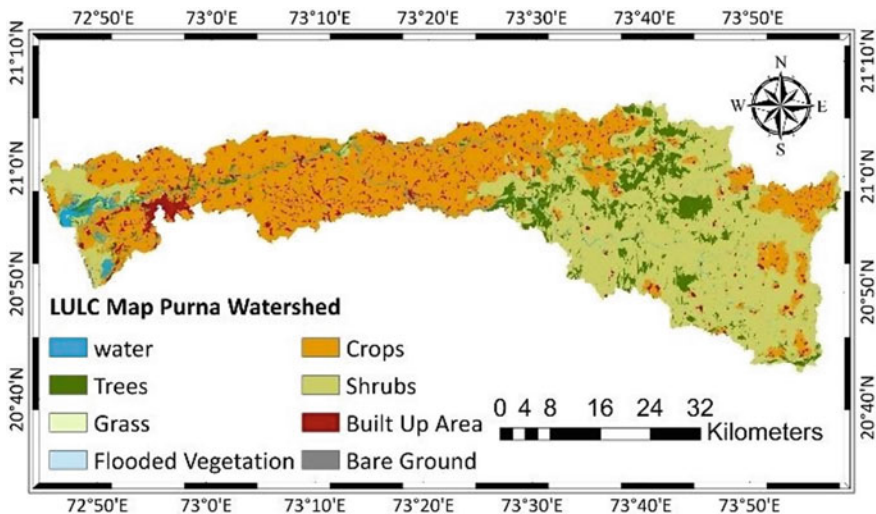 72°50'E 73°0'E 73°10'E 73°20'E 73°30'E 73°40'E 73°50'E
21°10'N 21°10'N
N
W E
S
21°0'N 21°0'N
20°50'N 20°50'N
LULC Map Purna Watershed
water Crops
Trees Shrubs
Grass Built Up Area
Flooded Vegetation Bare Ground
0 4 8 16 24 32
Kilometers
20°40'N 20°40'N
72°50'E 73°0'E 73°10'E 73°20'E 73°30'E 73°40'E 73°50'E